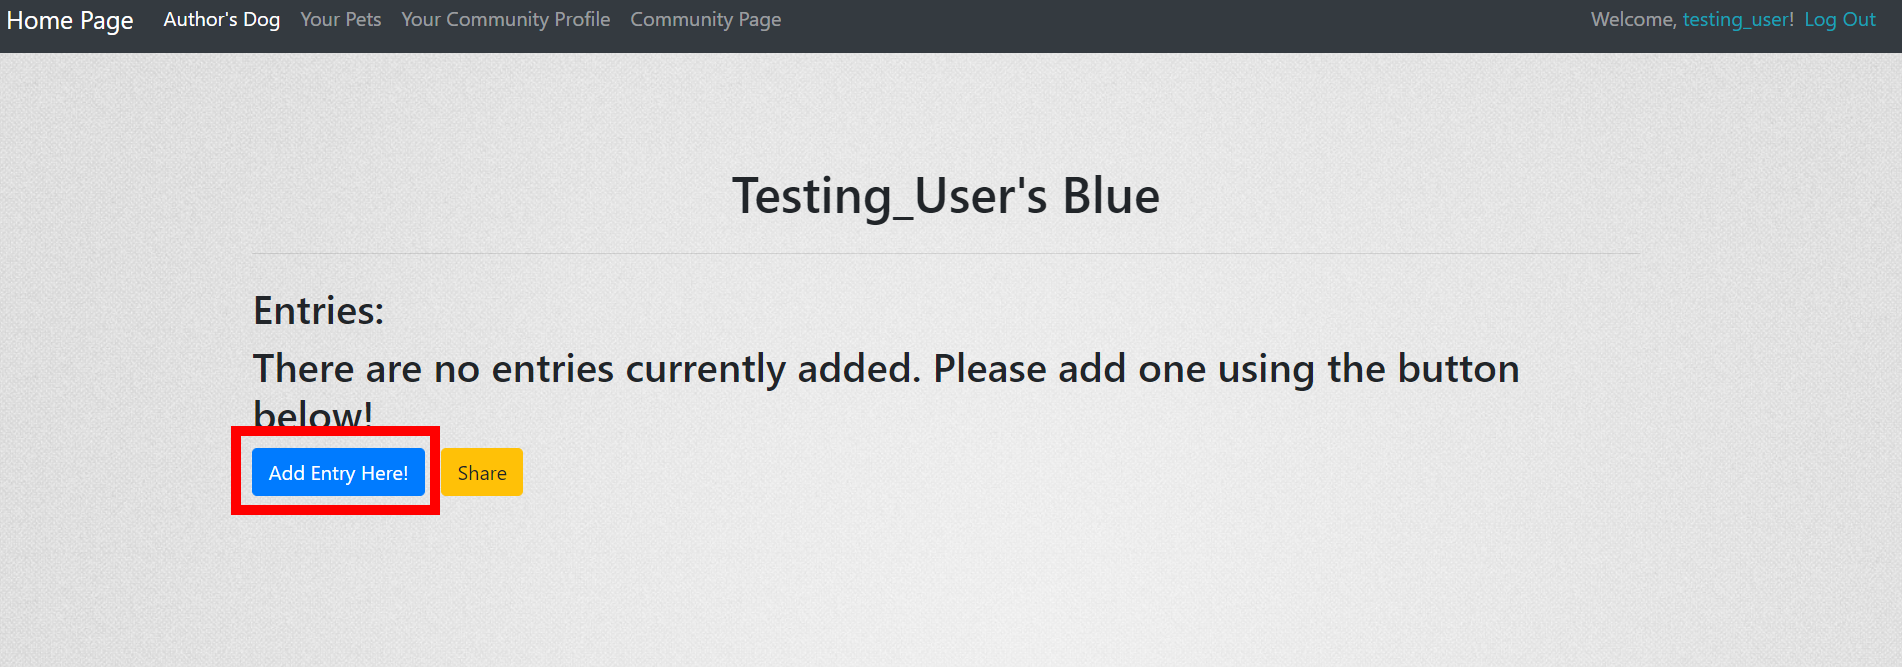 Home Page Author's Dog Your Pets Your Community Profile Community Page Welcome, testing_user! Log Out
Testing_User's Blue
Entries:
There are no entries currently added. Please add one using the button
below!
Add Entry Here! Share